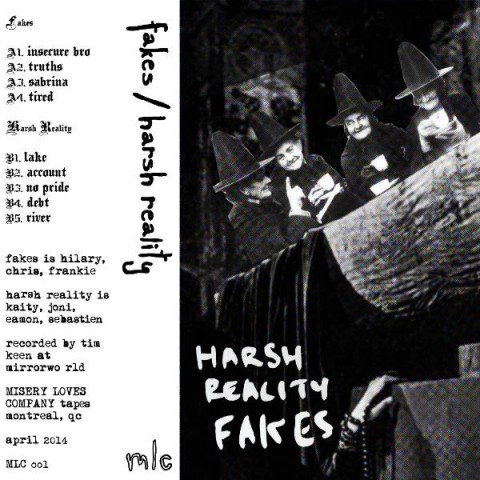 Fakes
A1. insecure bro
A2. truths
A3. sabrina
A4. tired
Harsh Reality
B1. lake
B2. account
B3. no pride
B4. debt
B5. river
fakes is hilary,
chris, frankie
harsh reality is
kaity, joni,
eamon, sebastien
recorded by tim
keen at
mirrorwo rld
MISERY LOVES
COMPANY tapes
montreal, qc
april 2014
MLC 001
fakes / harsh reality
mlc
HARSH
REALITY
FAKES